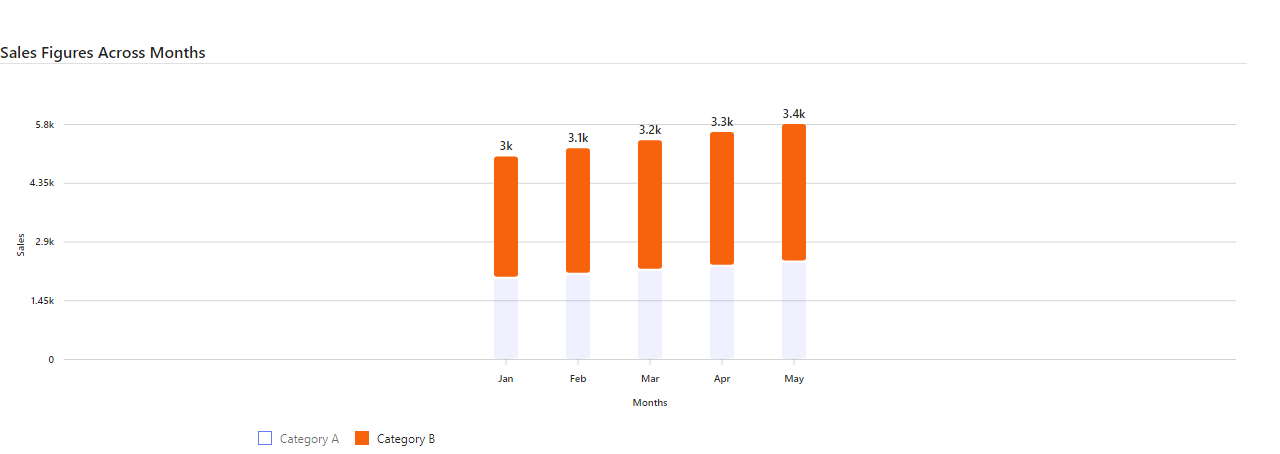 Sales Figures Across Months
3k
3.1k
3.2k
3.3k
3.4k
5.8k
4.35k
2.9k
1.45k
0
Sales
Jan Feb Mar Apr May
Months
Category A Category B